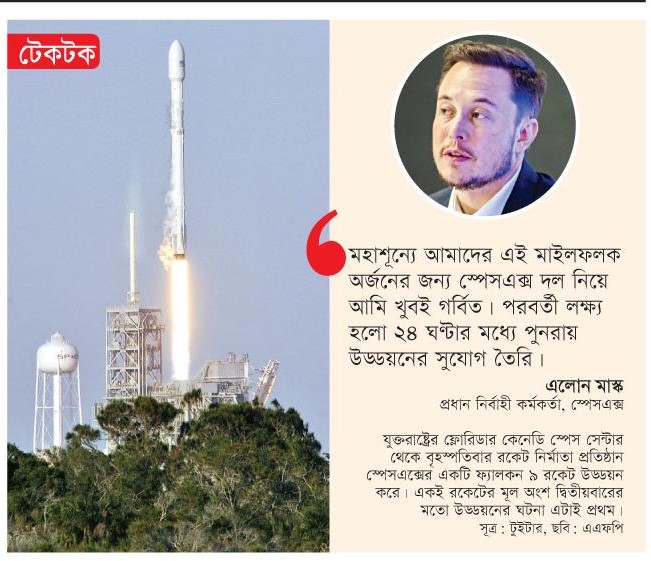 টেকটক
SPAC
মহাশূন্যে আমাদের এই মাইলফলক
অর্জনের জন্য স্পেসএক্স দল নিয়ে
আমি খুবই গর্বিত। পরবর্তী লক্ষ্য
হলো ২৪ ঘণ্টার মধ্যে পুনরায়
উড্ডয়নের সুযোগ তৈরি।
এলোন মাস্ক
প্রধান নির্বাহী কর্মকর্তা, স্পেসএক্স
যুক্তরাষ্ট্রের ফ্লোরিডার কেনেডি স্পেস সেন্টার
থেকে বৃহস্পতিবার রকেট নির্মাতা প্রতিষ্ঠান
স্পেসএক্সের একটি ফ্যালকন ৯ রকেট উড্ডয়ন
করে। একই রকেটের মূল অংশ দ্বিতীয়বারের
মতো উড্ডয়নের ঘটনা এটাই প্রথম।
সূত্র : টুইটার, ছবি : এএফপি